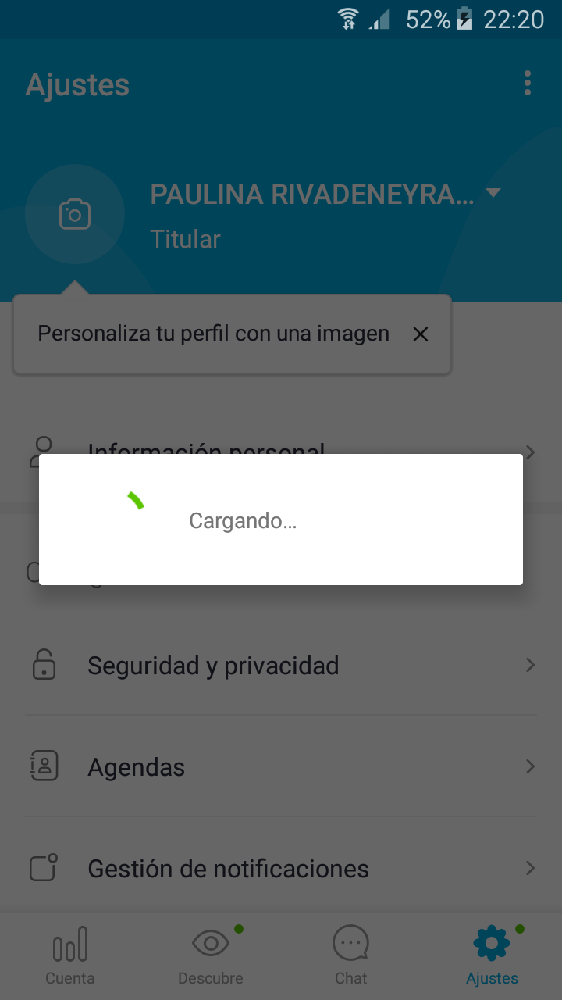 52% 22:20
Ajustes
PAULINA RIVADENEYRA...
Titular
Personaliza tu perfil con una imagen
Información personal
Cargando...
Seguridad y privacidad
Agendas
Gestión de notificaciones
Cuenta Descubre Chat Ajustes